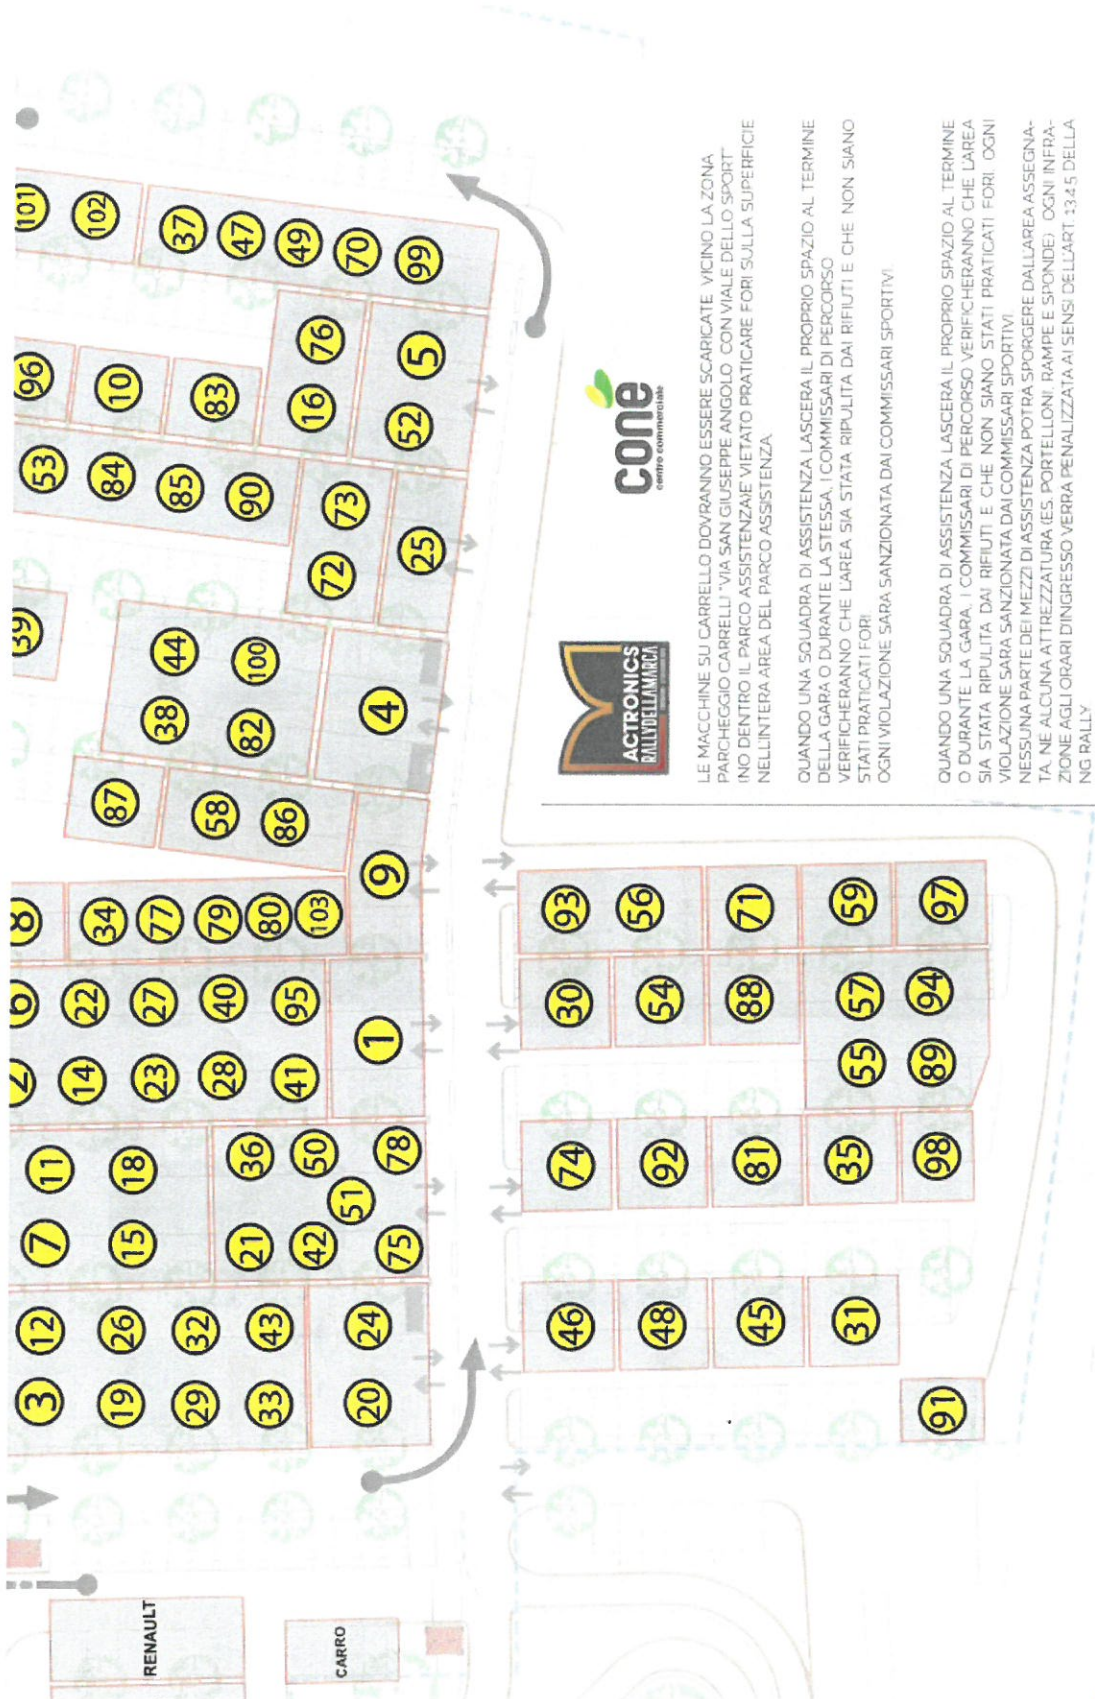 3 12 7 11 2 6 8 39 53 96 101
RENAULT 19 26 15 18 14 22 34 87 84 10 102
29 32 23 27 77 38 44 85 37
33 43 21 36 28 40 79 58 82 100 90 83 47
42 50 41 95 80 103 86 72 73 16 76 49
CARRO 51 70
20 24 75 78 1 9 4 25 52 5 99
46 74 30 93
48 92 54 56
45 81 88 71
31 35 55 57 59
91 98 89 94 97
ACTRONICS
RALLYDELLAMARCA
cone
centro commerciale
LE MACCHINE SU CARRELLO DOVRANNO ESSERE SCARICATE VICINO LA ZONA
PARCHEGGIO CARRELLI "VIA SAN GIUSEPPE ANGOLO CON VIALE DELLO SPORT"
(NO DENTRO IL PARCO ASSISTENZA)E' VIETATO PRATICARE FORI SULLA SUPERFICIE
NELL'INTERA AREA DEL PARCO ASSISTENZA
QUANDO UNA SQUADRA DI ASSISTENZA LASCERA IL PROPRIO SPAZIO AL TERMINE
DELLA GARA O DURANTE LA STESSA, I COMMISSARI DI PERCORSO
VERIFICHERANNO CHE L'AREA SIA STATA RIPULITA DAI RIFIUTI E CHE NON SIANO
STATI PRATICATI FORI
OGNI VIOLAZIONE SARA SANZIONATA DAI COMMISSARI SPORTIVI.
QUANDO UNA SQUADRA DI ASSISTENZA LASCERA IL PROPRIO SPAZIO AL TERMINE
O DURANTE LA GARA, I COMMISSARI DI PERCORSO VERIFICHERANNO CHE L'AREA
SIA STATA RIPULITA DAI RIFIUTI E CHE NON SIANO STATI PRATICATI FORI. OGNI
VIOLAZIONE SARA SANZIONATA DAI COMMISSARI SPORTIVI.
NESSUNA PARTE DEI MEZZI DI ASSISTENZA POTRA SPORGERE DALL'AREA ASSEGNA-
TA, NE ALCUNA ATTREZZATURA (ES. PORTELLONI, RAMPE E SPONDE) OGNI INFRA-
ZIONE AGLI ORARI D'INGRESSO VERRA PENALIZZATA AI SENSI DELL'ART. 13.4.5 DELLA
NG RALLY